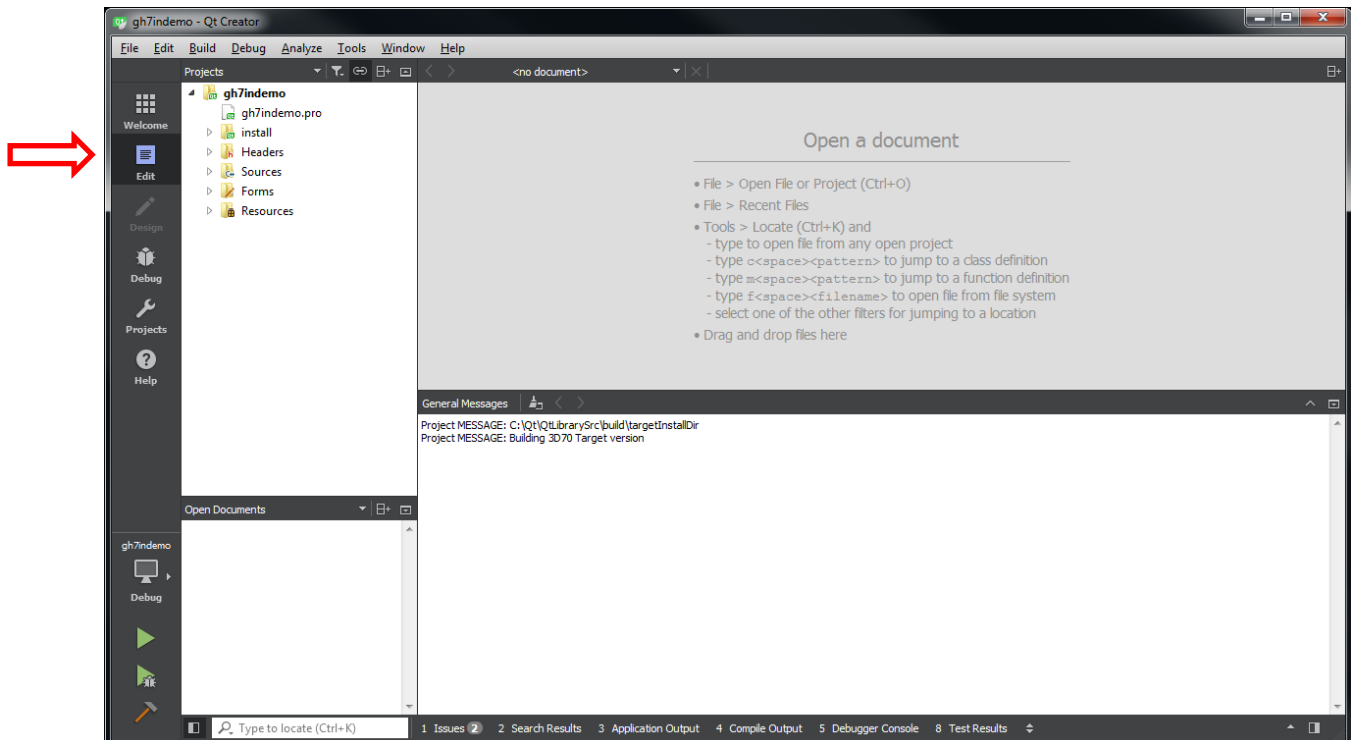 gh7indemo - Qt Creator
File Edit Build Debug Analyze Tools Window Help
Projects
<no document>
Welcome
Edit
Design
Debug
Projects
Help
gh7indemo
gh7indemo.pro
install
Headers
Sources
Forms
Resources
Open a document
• File > Open File or Project (Ctrl+O)
• File > Recent Files
• Tools > Locate (Ctrl+K) and
- type to open file from any open project
- type c<space><pattern> to jump to a class definition
- type m<space><pattern> to jump to a function definition
- type f<space><filename> to open file from file system
- select one of the other filters for jumping to a location
• Drag and drop files here
General Messages
Project MESSAGE: C:\Qt\QtLibrarySrc\build\targetInstallDir
Project MESSAGE: Building 3D70 Target version
Open Documents
gh7indemo
Debug
Type to locate (Ctrl+K)
1 Issues 2 2 Search Results 3 Application Output 4 Compile Output 5 Debugger Console 8 Test Results